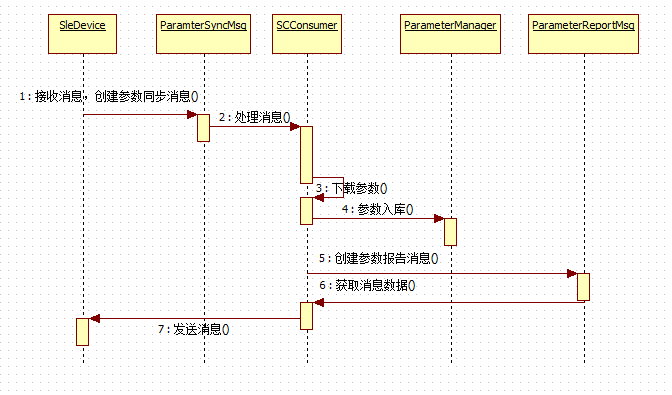 SleDevice
ParamterSyncMsg
SCConsumer
ParameterManager
ParameterReportMsg
1 : 接收消息，创建参数同步消息()
2 : 处理消息()
3 : 下载参数()
4 : 参数入库()
5 : 创建参数报告消息()
6 : 获取消息数据()
7 : 发送消息()